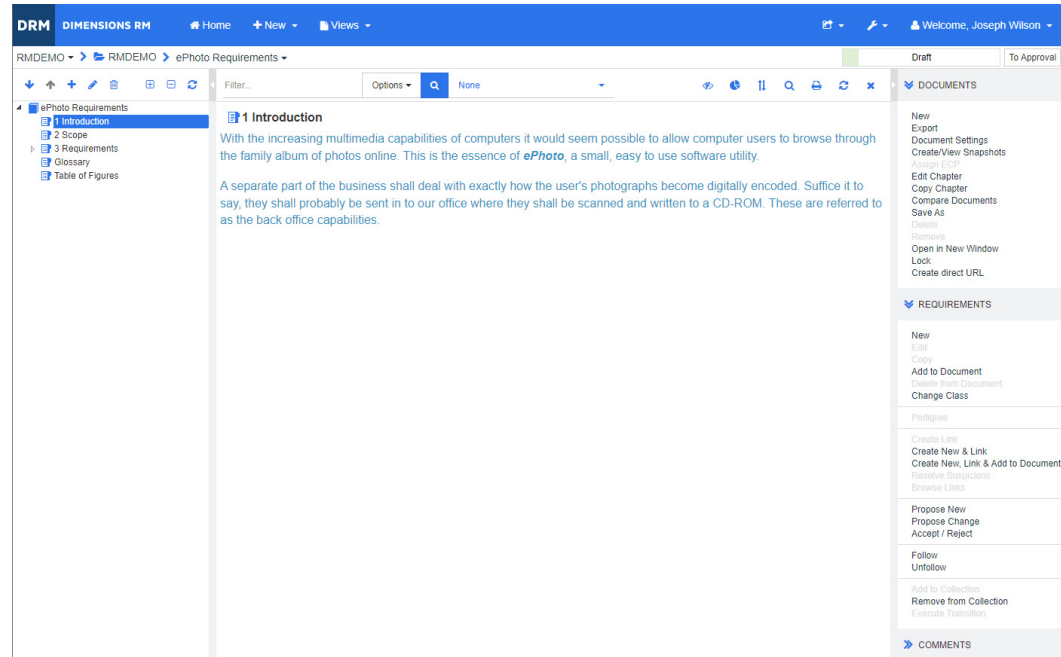 DRM DIMENSIONS RM Home New Views Welcome, Joseph Wilson
RMDEMO RMDEMO ePhoto Requirements Draft To Approval
Filter... Options None
ePhoto Requirements
1 Introduction
2 Scope
3 Requirements
Glossary
Table of Figures
1 Introduction
With the increasing multimedia capabilities of computers it would seem possible to allow computer users to browse through
the family album of photos online. This is the essence of ePhoto, a small, easy to use software utility.
A separate part of the business shall deal with exactly how the user's photographs become digitally encoded. Suffice it to
say, they shall probably be sent in to our office where they shall be scanned and written to a CD-ROM. These are referred to
as the back office capabilities.
DOCUMENTS
New
Export
Document Settings
Create/View Snapshots
Assign ECP
Edit Chapter
Copy Chapter
Compare Documents
Save As
Delete
Remove
Open in New Window
Lock
Create direct URL
REQUIREMENTS
New
Edit
Copy
Add to Document
Delete from Document
Change Class
Pedigree
Create Link
Create New & Link
Create New, Link & Add to Document
Resolve Suspicions
Browse Links
Propose New
Propose Change
Accept / Reject
Follow
Unfollow
Add to Collection
Remove from Collection
Execute Transition
COMMENTS